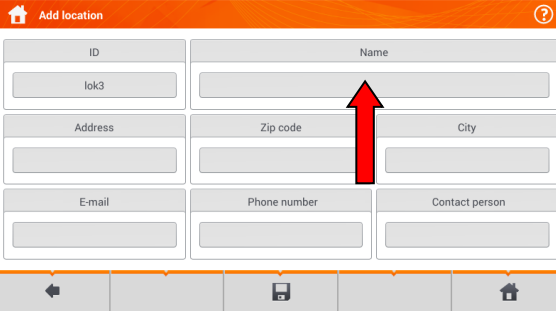 Add location
?
ID
Name
lok3
Address
Zip code
City
E-mail
Phone number
Contact person